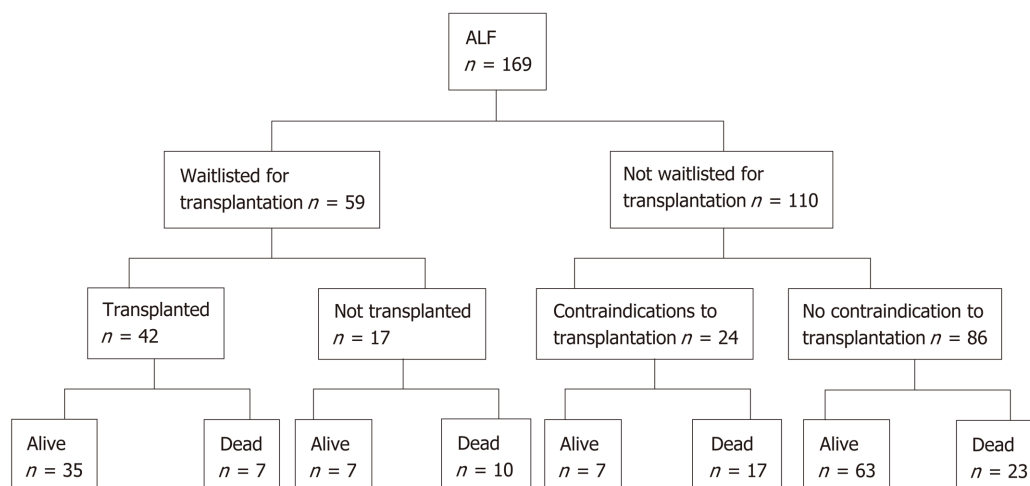 ALF
n = 169
Waitlisted for
transplantation n = 59
Not waitlisted for
transplantation n = 110
Transplanted
n = 42
Not transplanted
n = 17
Contraindications to
transplantation n = 24
No contraindication to
transplantation n = 86
Alive
n = 35
Dead
n = 7
Alive
n = 7
Dead
n = 10
Alive
n = 7
Dead
n = 17
Alive
n = 63
Dead
n = 23